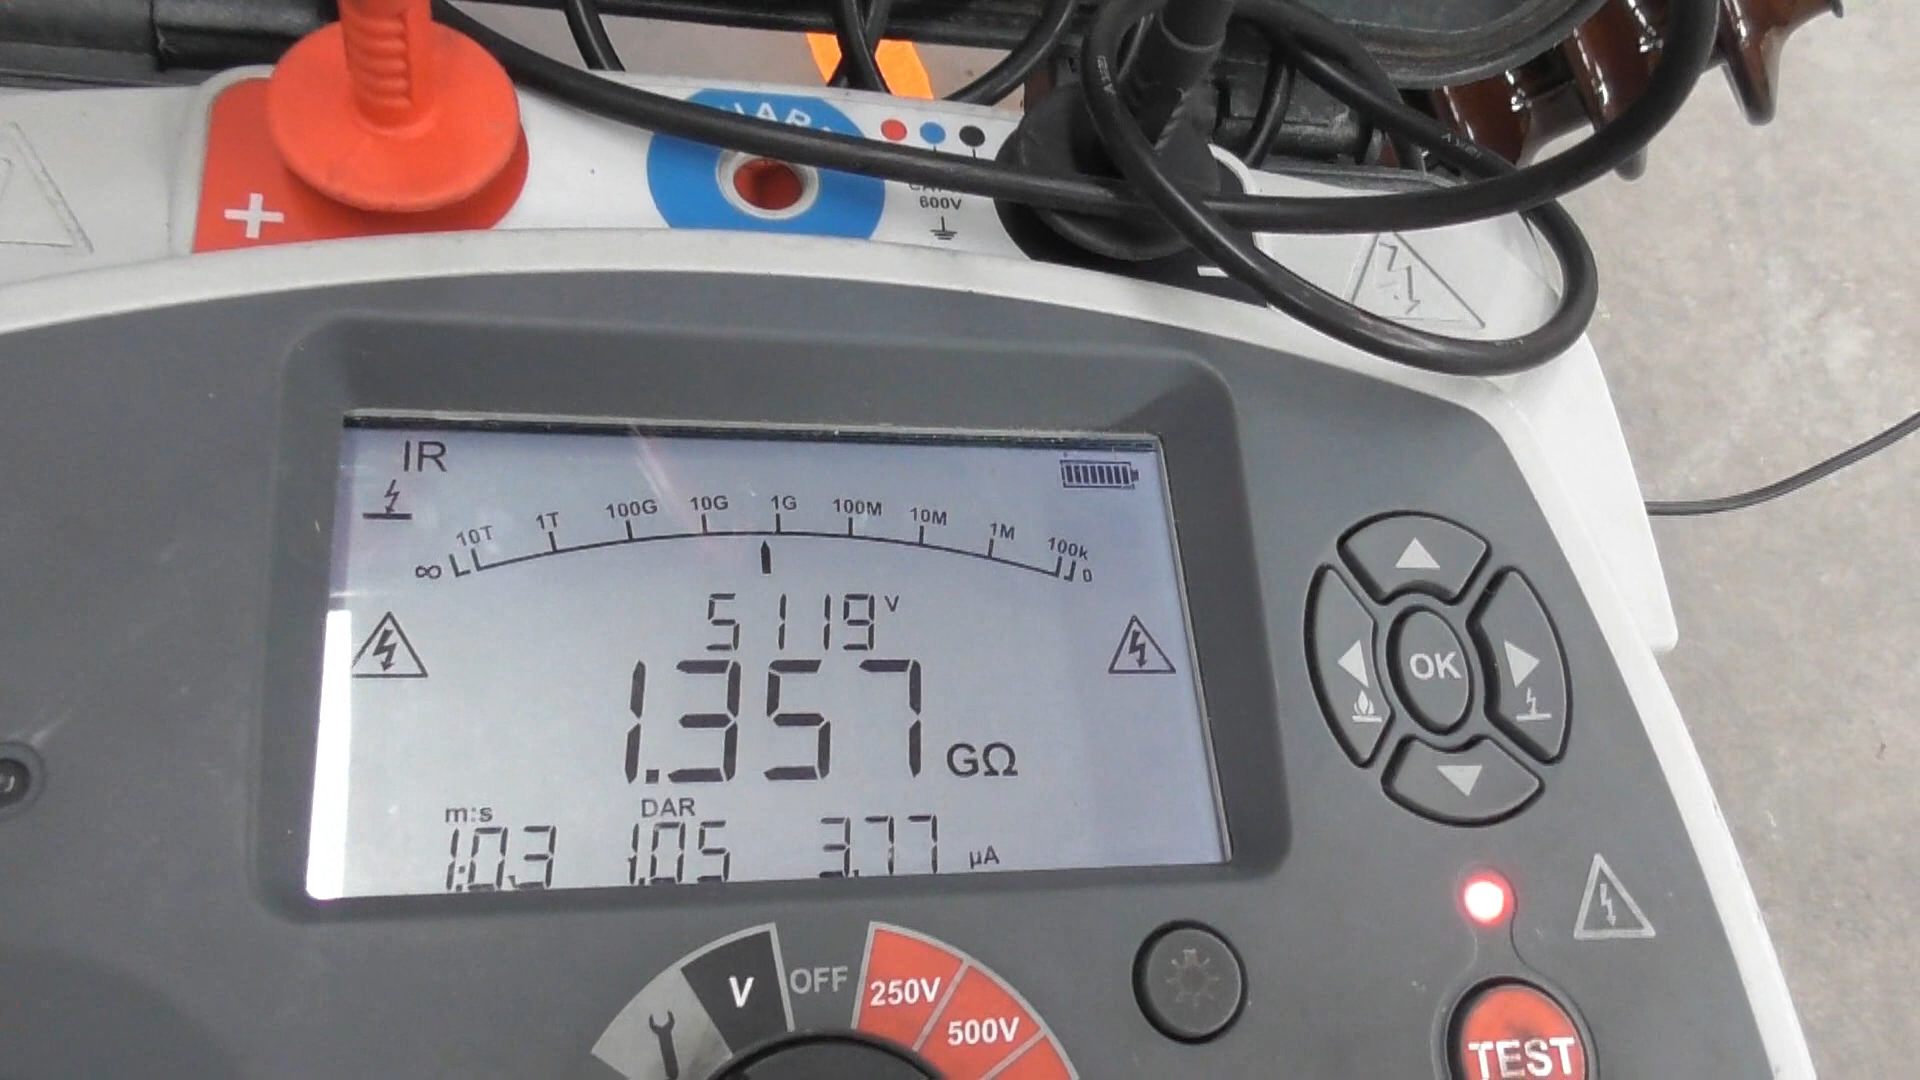 +
600V
-
IR
∞ 10T 1T 100G 10G 1G 100M 10M 1M 100k 0
5119 V
1.357 GΩ
m:s DAR
1:03 1.05 3.77 µA
OK
V OFF 250V
500V
TEST